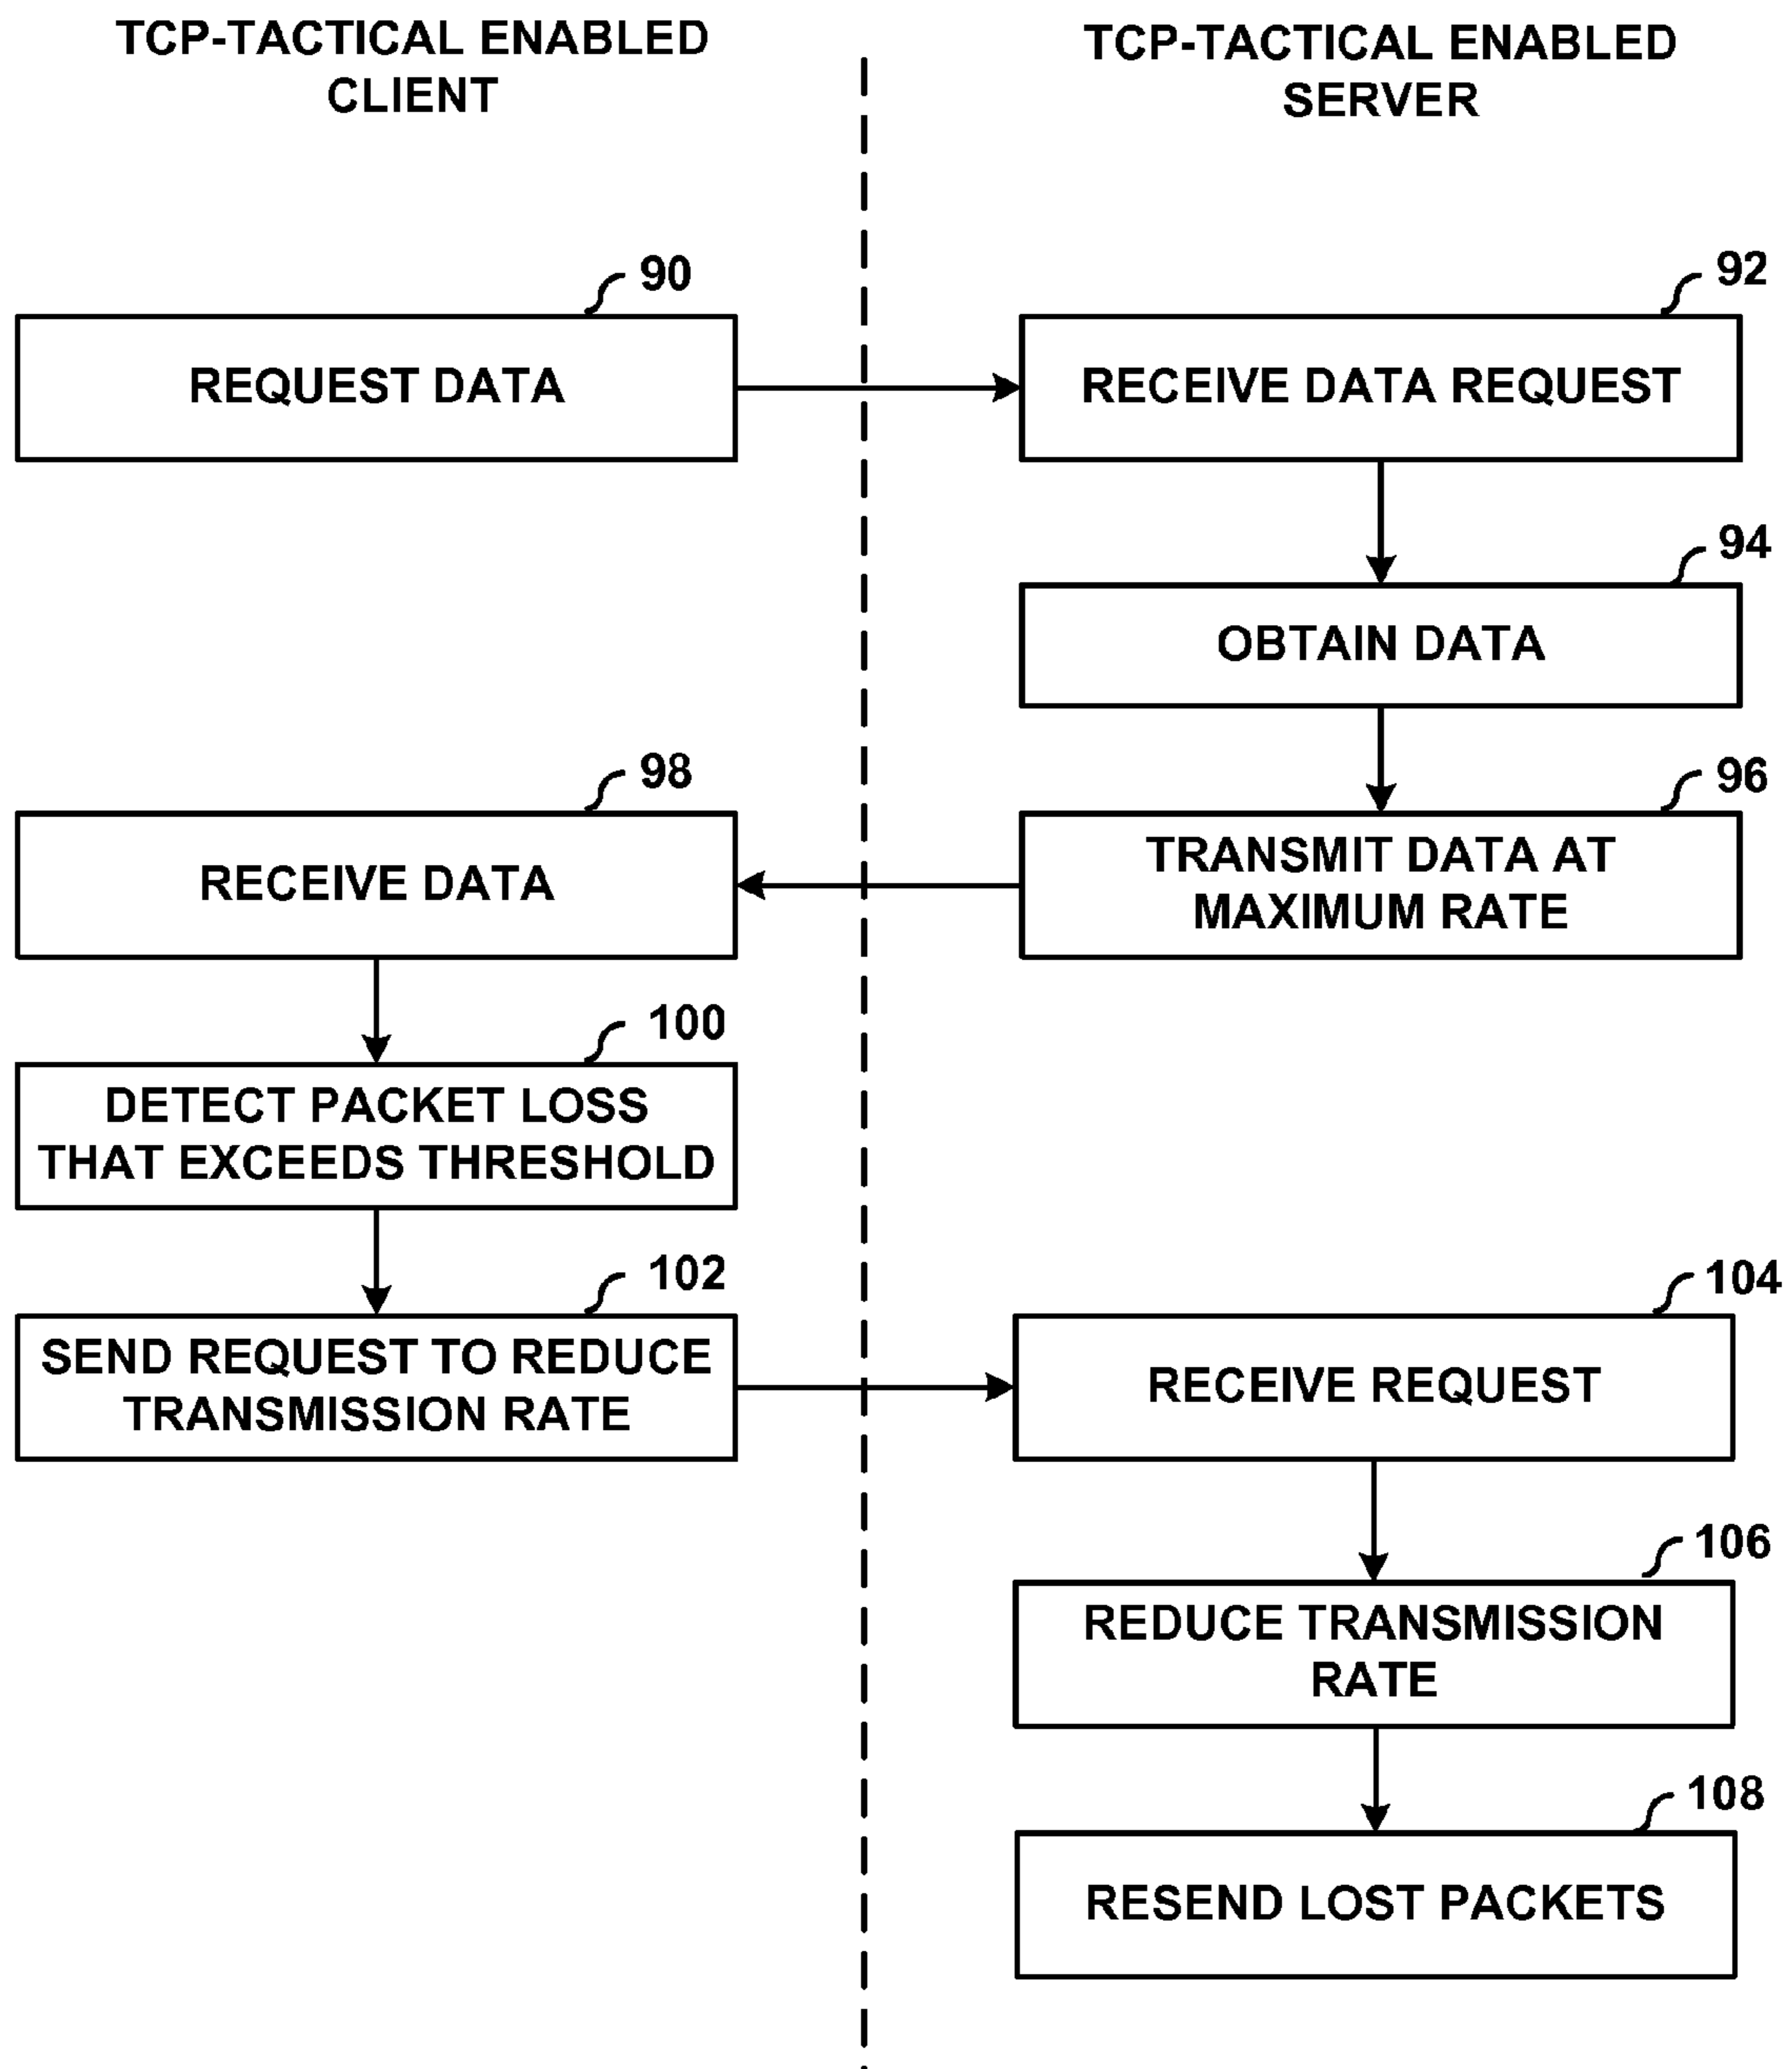 TCP-TACTICAL ENABLED
CLIENT
TCP-TACTICAL ENABLED
SERVER
90
REQUEST DATA
92
RECEIVE DATA REQUEST
94
OBTAIN DATA
96
TRANSMIT DATA AT
MAXIMUM RATE
98
RECEIVE DATA
100
DETECT PACKET LOSS
THAT EXCEEDS THRESHOLD
102
SEND REQUEST TO REDUCE
TRANSMISSION RATE
104
RECEIVE REQUEST
106
REDUCE TRANSMISSION
RATE
108
RESEND LOST PACKETS